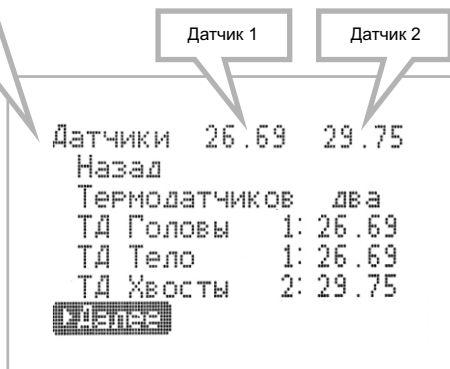 Датчик 1 Датчик 2
Датчики 26.69 29.75
Назад
Термодатчиков два
ТД Головы 1: 26.69
ТД Тело 1: 26.69
ТД Хвосты 2: 29.75
Далее